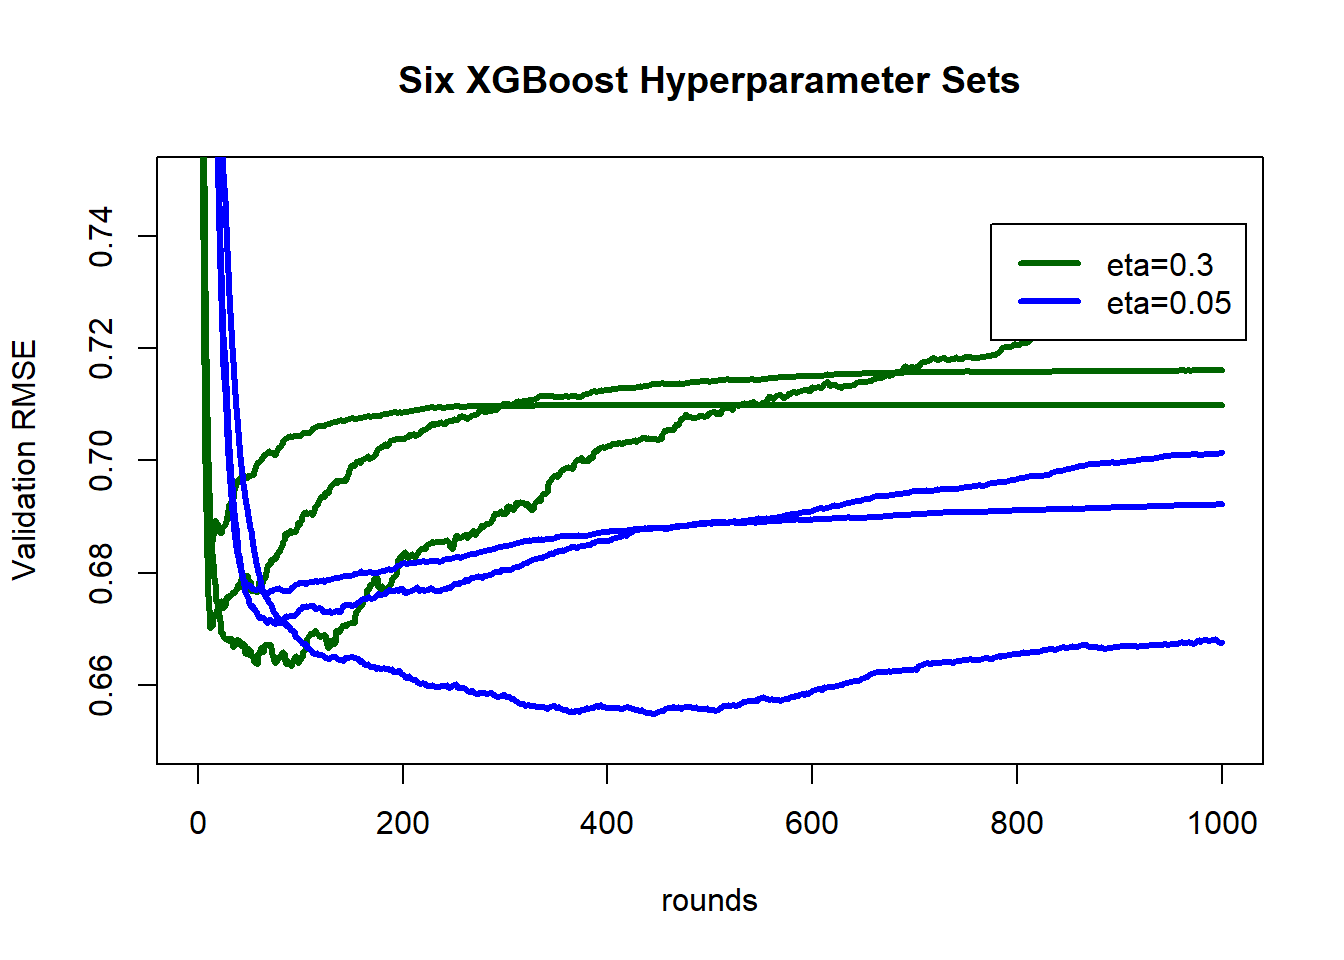 Six XGBoost Hyperparameter Sets
Validation RMSE
0.74
0.72
0.70
0.68
0.66
eta=0.3
eta=0.05
0 200 400 600 800 1000
rounds